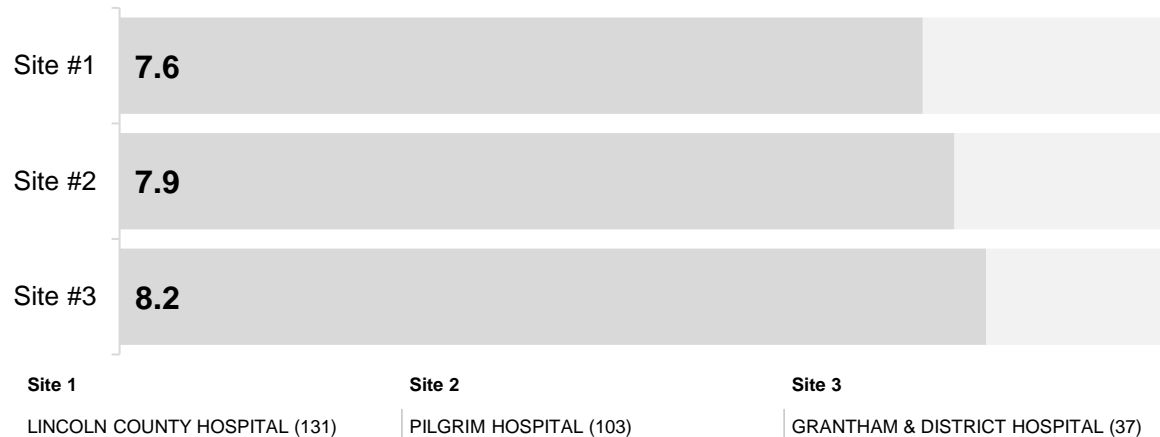 Site #1 7.6
Site #2 7.9
Site #3 8.2
Site 1 Site 2 Site 3
LINCOLN COUNTY HOSPITAL (131) PILGRIM HOSPITAL (103) GRANTHAM & DISTRICT HOSPITAL (37)